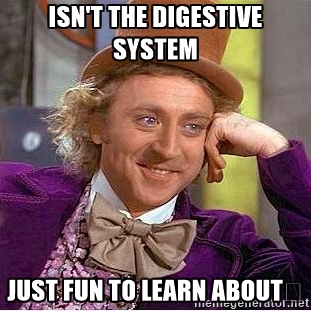 ISN'T THE DIGESTIVE
SYSTEM
JUST FUN TO LEARN ABOUT
memegenerator.net